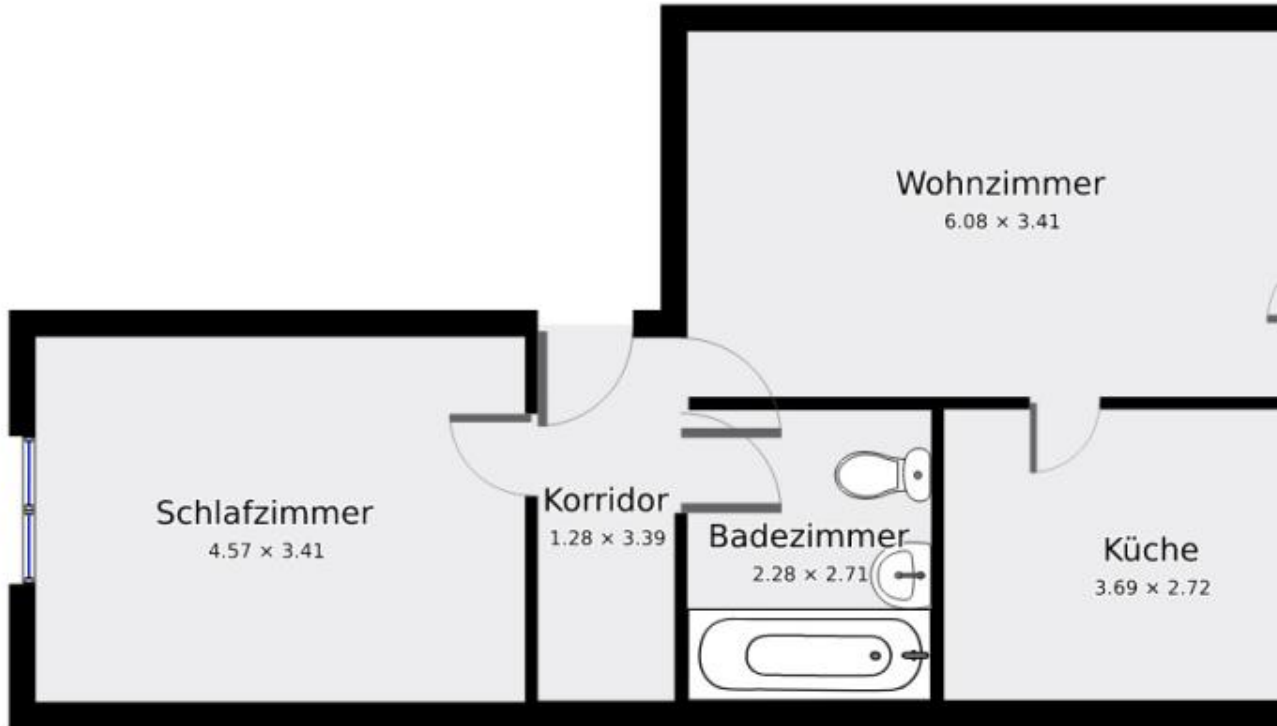 Wohnzimmer
6.08 × 3.41
Schlafzimmer
4.57 × 3.41
Korridor
1.28 × 3.39
Badezimmer
2.28 × 2.71
Küche
3.69 × 2.72